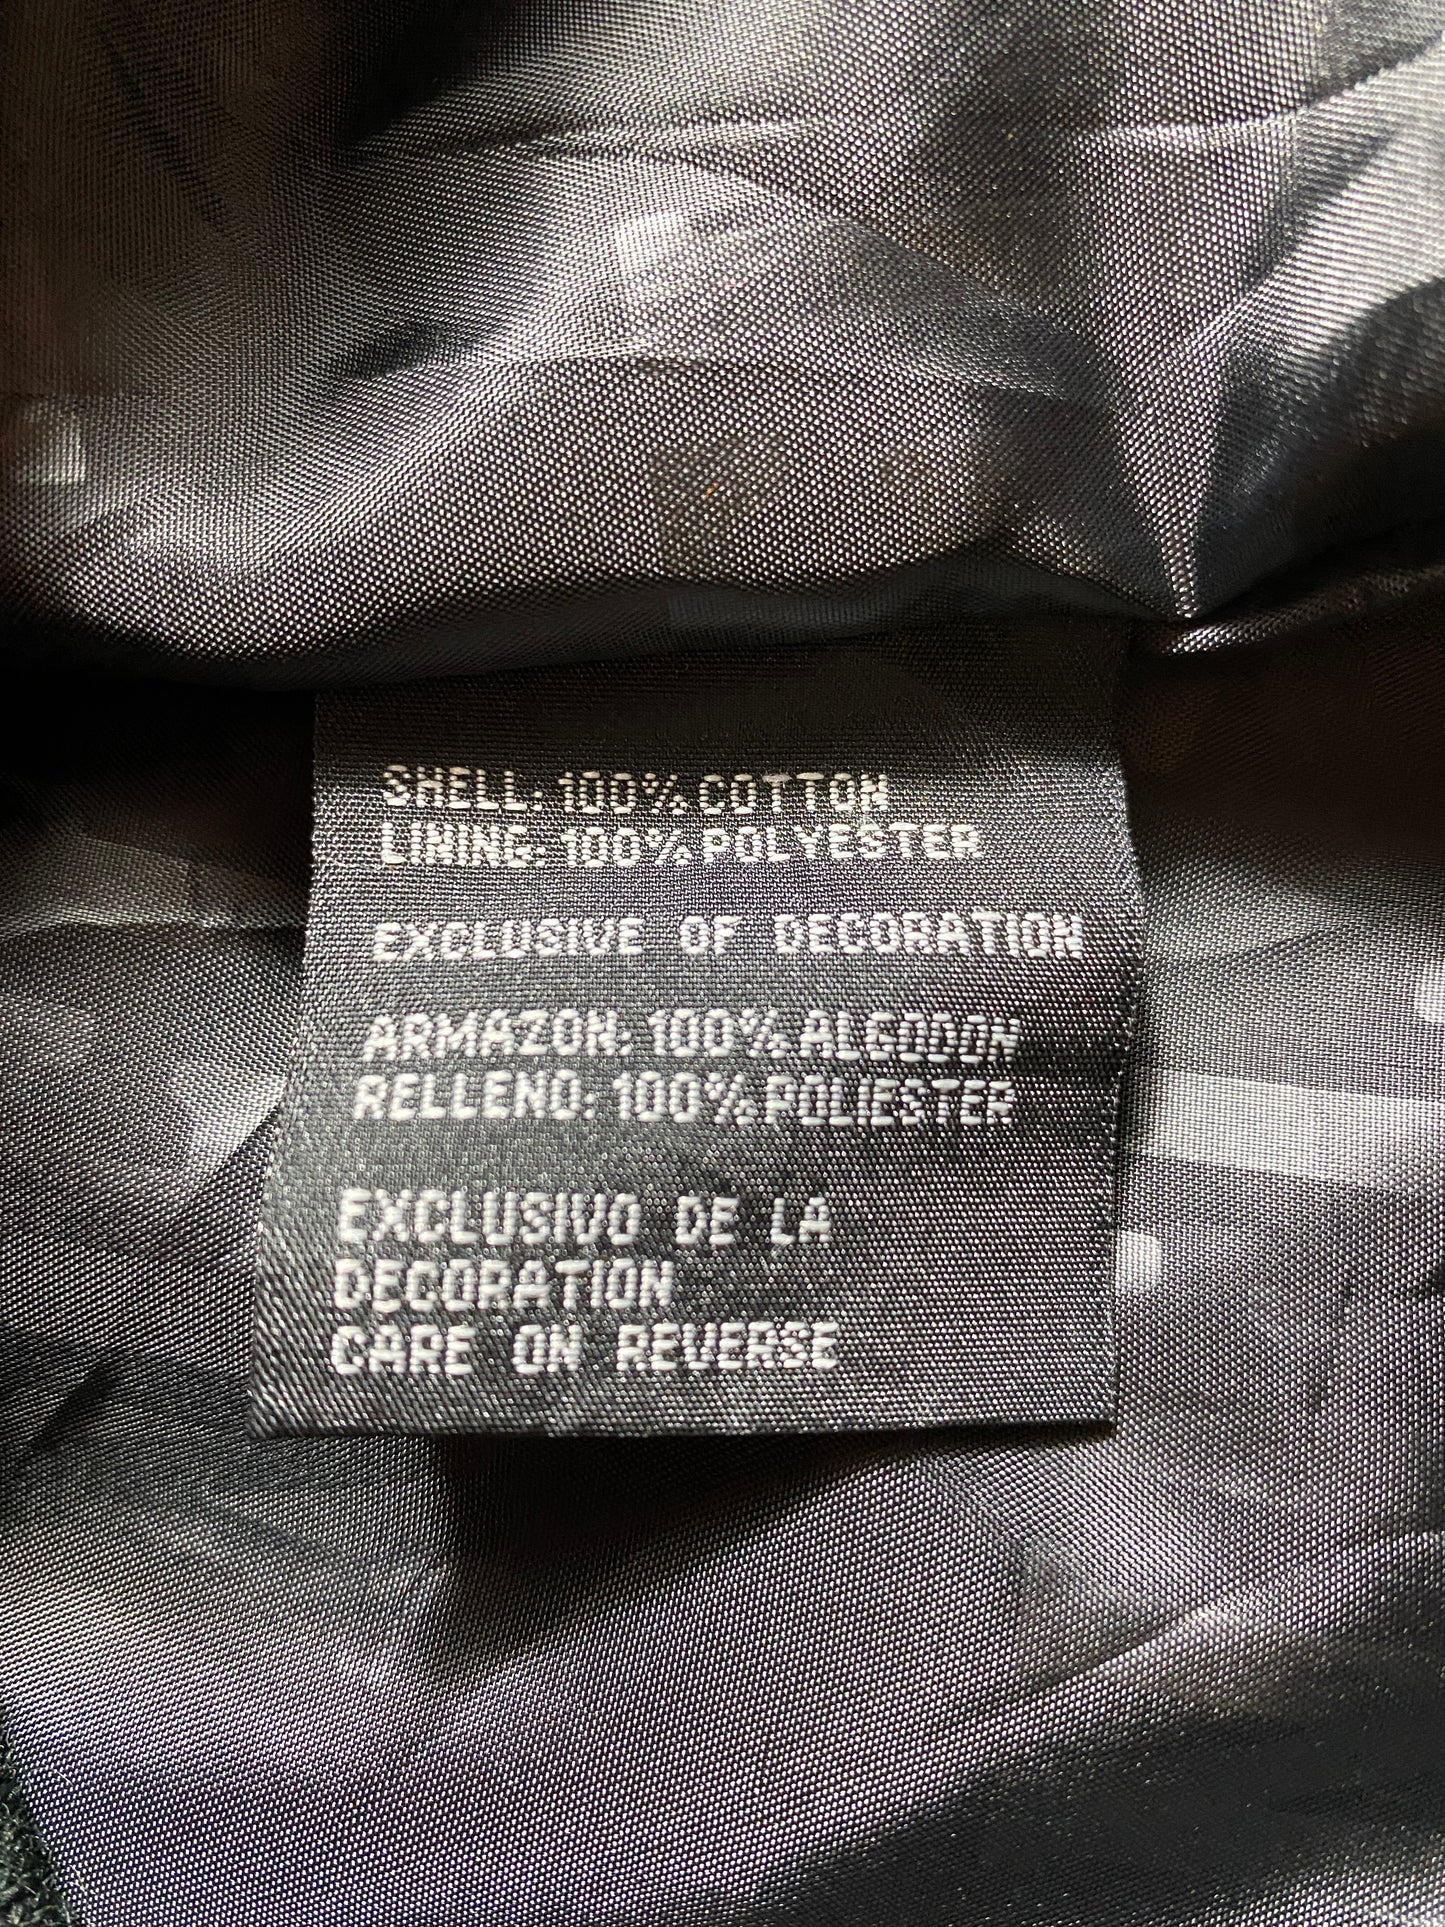 SHELL: 100% COTTON
LINING: 100% POLYESTER
EXCLUSIVE OF DECORATION
ARMAZON: 100% ALGODON
RELLENO: 100% POLIESTER
EXCLUSIVO DE LA
DECORATION
CARE ON REVERSE